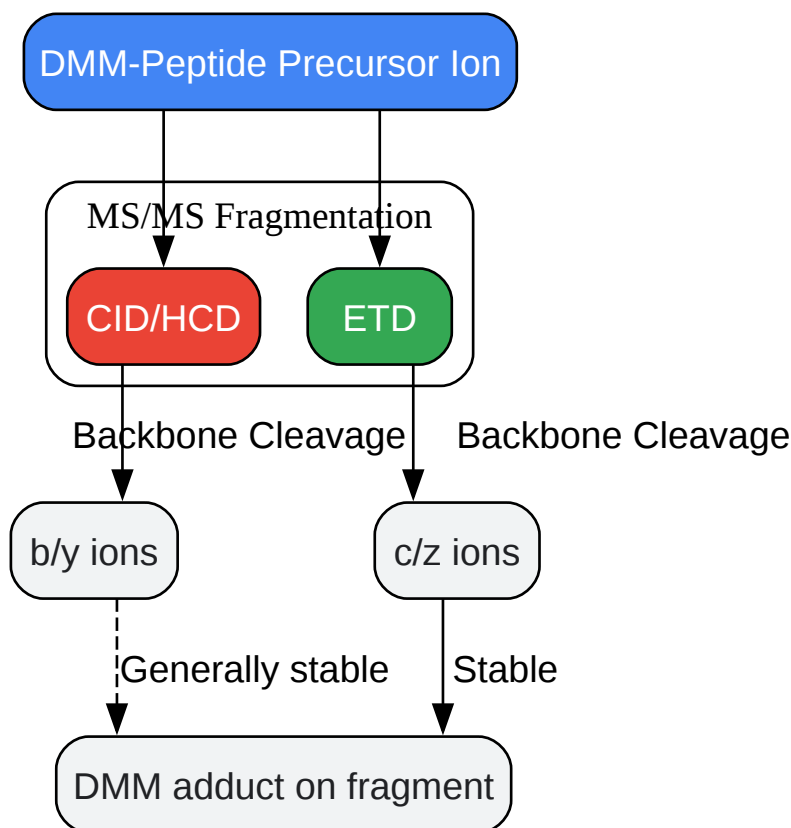 DMM-Peptide Precursor Ion
MS/MS Fragmentation
CID/HCD
ETD
Backbone Cleavage
Backbone Cleavage
b/y ions
c/z ions
Generally stable
Stable
DMM adduct on fragment